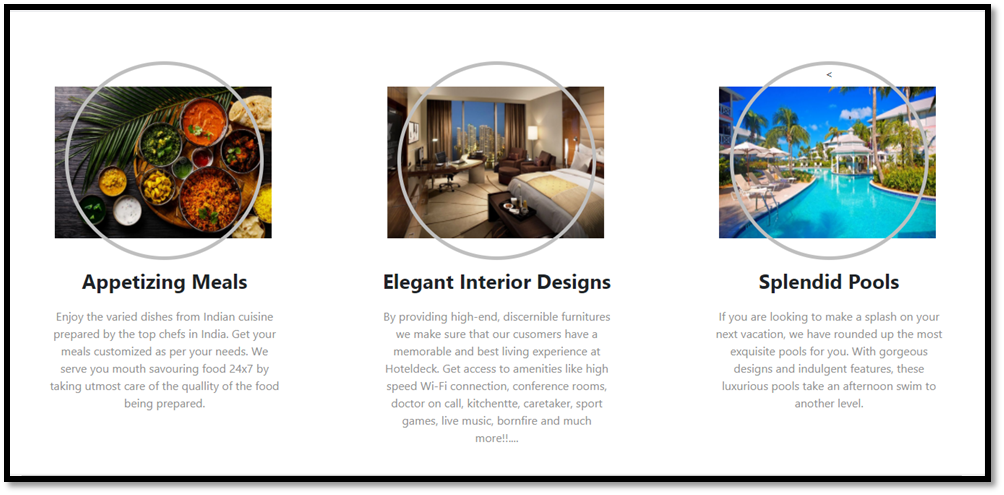 <
Appetizing Meals
Enjoy the varied dishes from Indian cuisine
prepared by the top chefs in India. Get your
meals customized as per your needs. We
serve you mouth savouring food 24x7 by
taking utmost care of the quallity of the food
being prepared.
Elegant Interior Designs
By providing high-end, discernible furnitures
we make sure that our cusomers have a
memorable and best living experience at
Hoteldeck. Get access to amenities like high
speed Wi-Fi connection, conference rooms,
doctor on call, kitchentte, caretaker, sport
games, live music, bornfire and much
more!!....
Splendid Pools
If you are looking to make a splash on your
next vacation, we have rounded up the most
exquisite pools for you. With gorgeous
designs and indulgent features, these
luxurious pools take an afternoon swim to
another level.